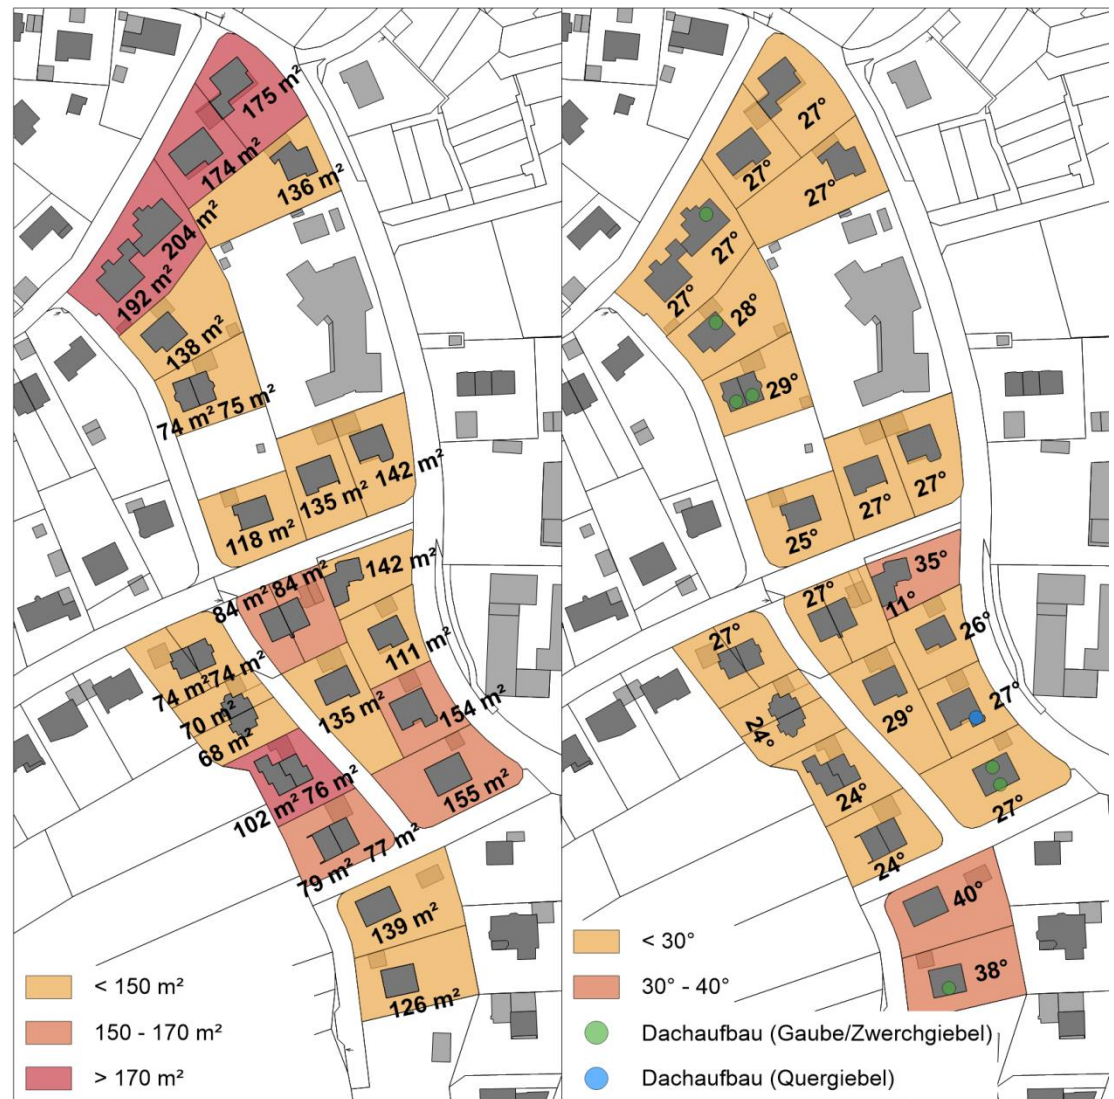 175 m²
174 m²
136 m²
204 m²
192 m²
138 m²
74 m² 75 m²
142 m²
135 m²
118 m²
142 m²
84 m² 84 m²
111 m²
74 m² 74 m²
70 m²
68 m²
135 m²
154 m²
102 m² 76 m²
155 m²
79 m² 77 m²
139 m²
126 m²
< 150 m²
150 - 170 m²
> 170 m²
27°
27°
27°
27°
27°
28°
29°
27°
27°
25°
35°
27°
11°
26°
27°
24°
29°
27°
24°
27°
24°
40°
38°
< 30°
30° - 40°
Dachaufbau (Gaube/Zwerchgiebel)
Dachaufbau (Quergiebel)